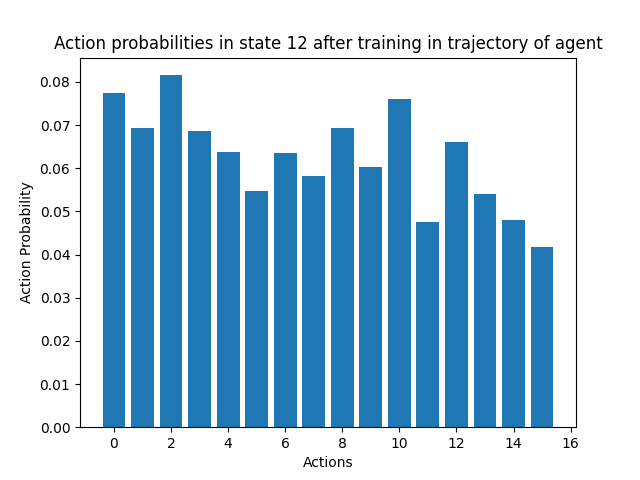 Action probabilities in state 12 after training in trajectory of agent
0.08
0.07
0.06
0.05
0.04
0.03
0.02
0.01
0.00
Action Probability
0 2 4 6 8 10 12 14 16
Actions